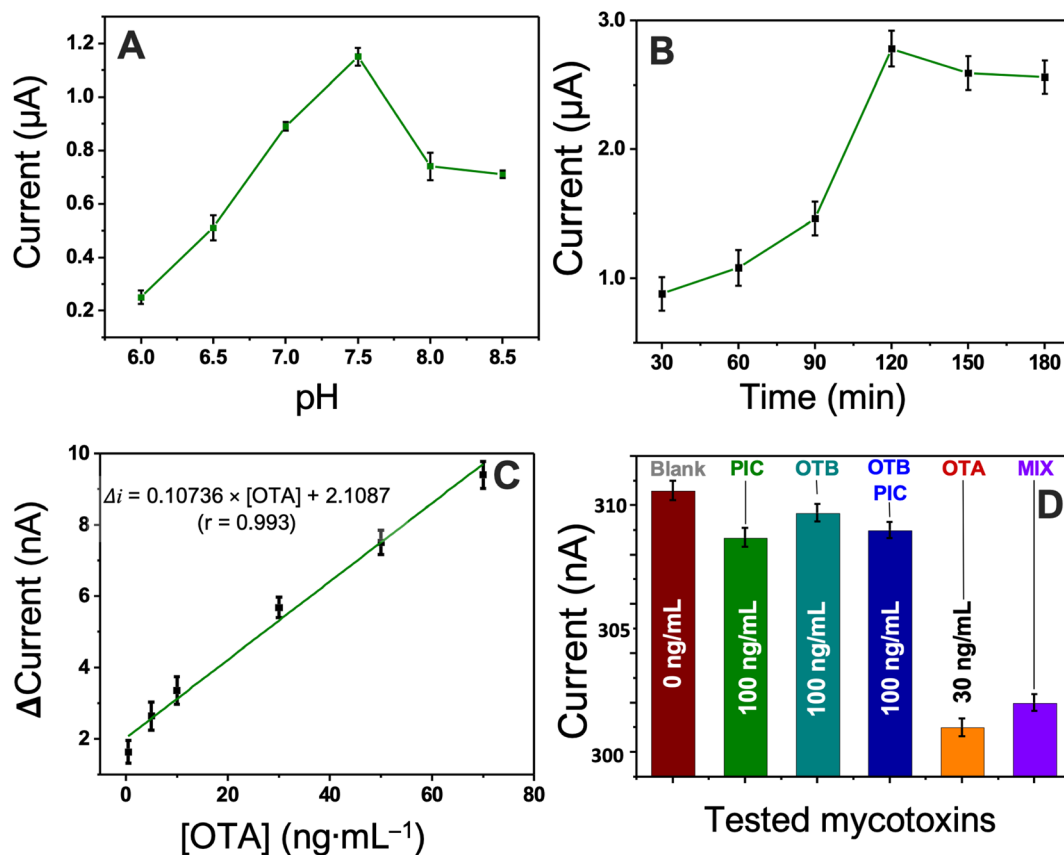 A
Current (μA)
1.2
1.0
0.8
0.6
0.4
0.2
6.0 6.5 7.0 7.5 8.0 8.5
pH
B
Current (μA)
3.0
2.0
1.0
30 60 90 120 150 180
Time (min)
C
ΔCurrent (nA)
10
8
6
4
2
Δi = 0.10736 × [OTA] + 2.1087
(r = 0.993)
0 20 40 60 80
[OTA] (ng·mL⁻¹)
D
Current (nA)
310
305
300
Blank PIC OTB OTB OTA MIX
PIC
0 ng/mL
100 ng/mL
100 ng/mL
100 ng/mL
30 ng/mL
Tested mycotoxins